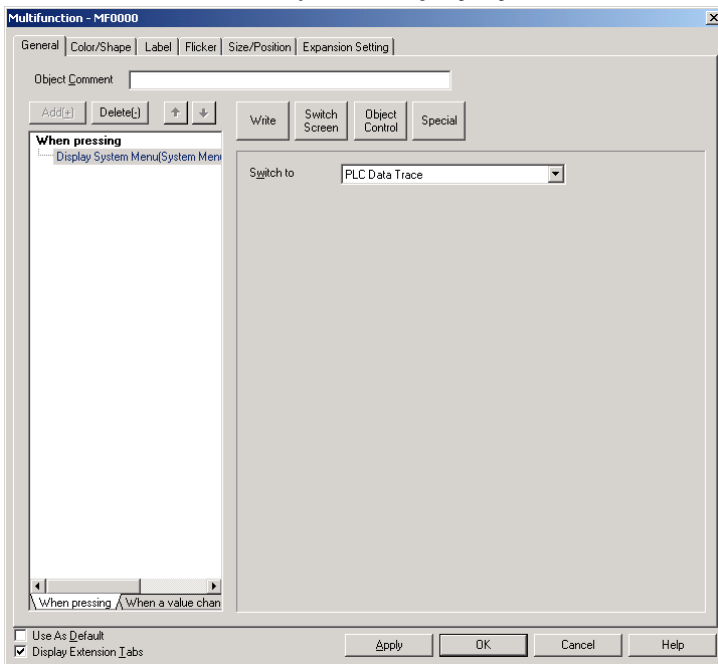 Multifunction - MF0000
General Color/Shape Label Flicker Size/Position Expansion Setting
Object Comment
Add(+) Delete(-)
Write Switch Screen Object Control Special
When pressing
Display System Menu(System Menu
Switch to PLC Data Trace
When pressing When a value chan
Use As Default
Display Extension Tabs
Apply OK Cancel Help